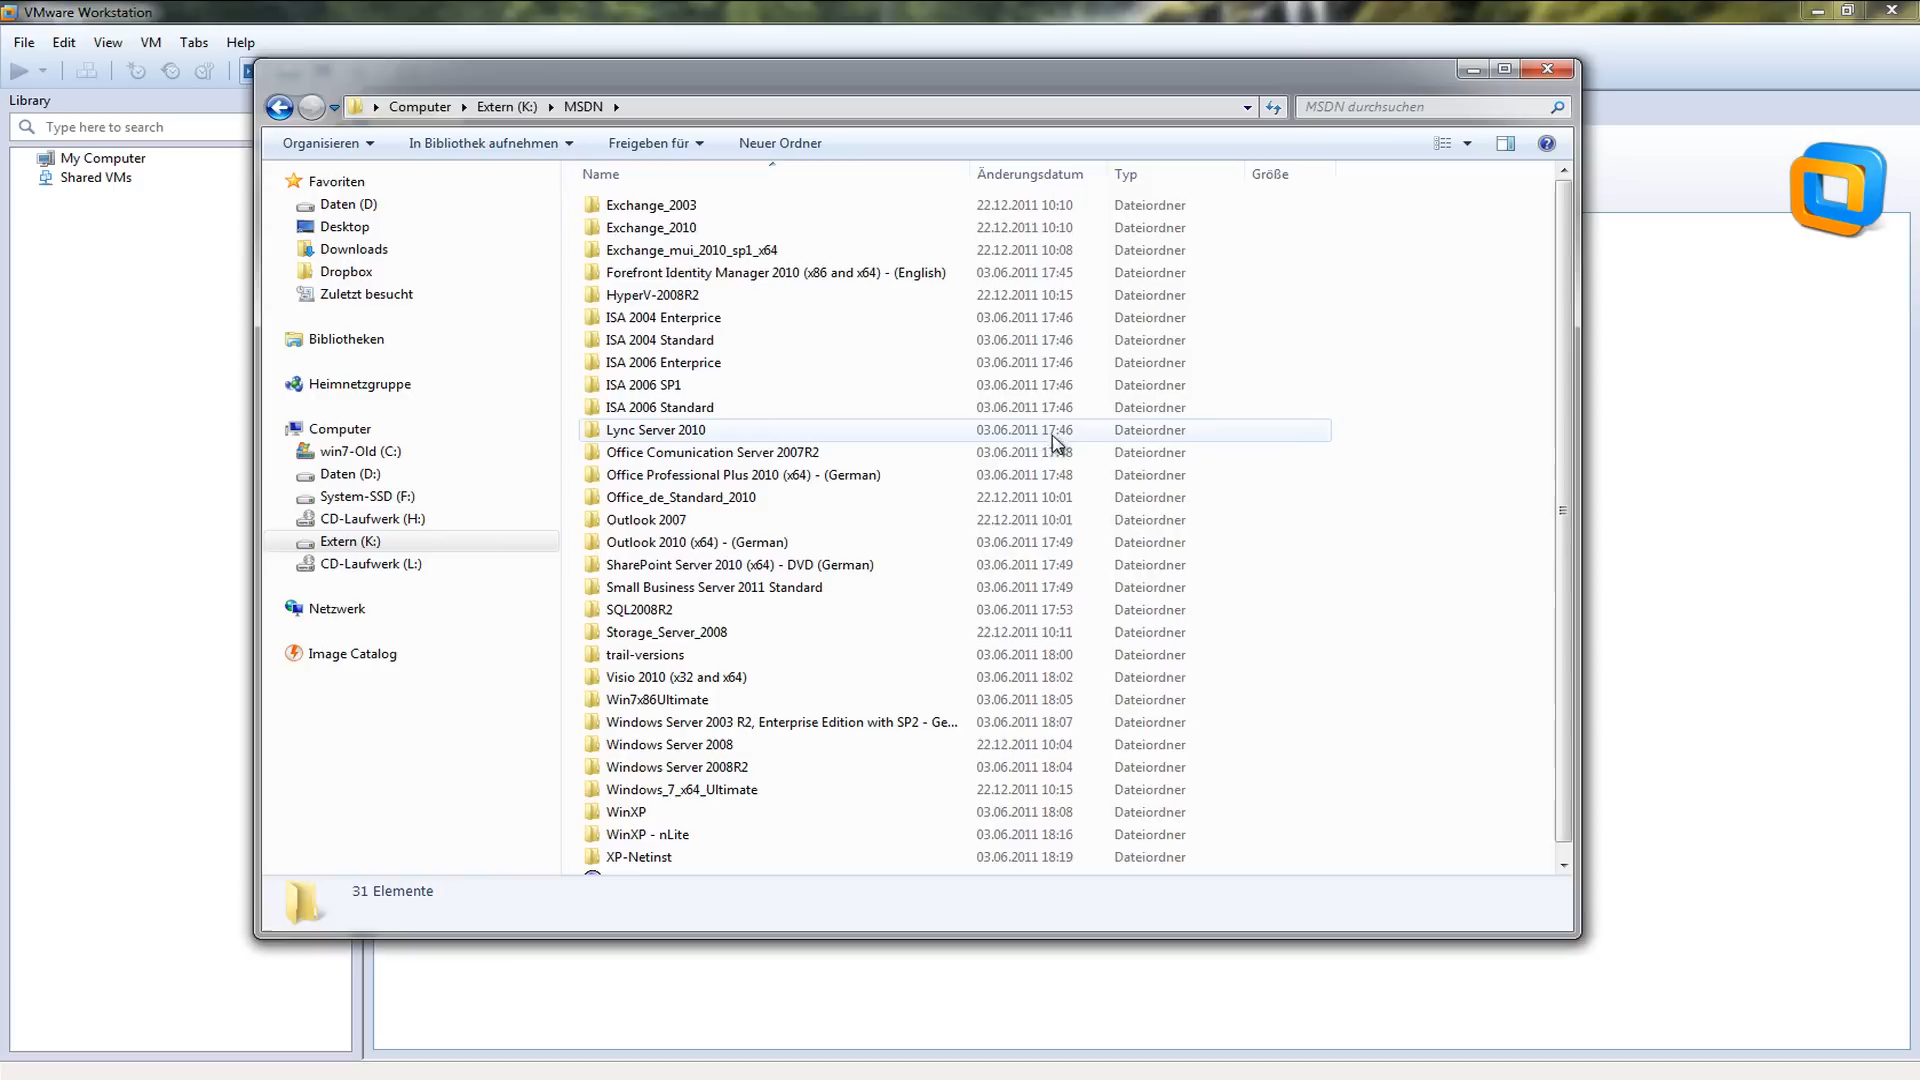 VMware Workstation
File Edit View VM Tabs Help
Library
Type here to search
My Computer
Shared VMs
Computer Extern (K:) MSDN
MSDN durchsuchen
Organisieren In Bibliothek aufnehmen Freigeben für Neuer Ordner
Favoriten
Daten (D)
Desktop
Downloads
Dropbox
Zuletzt besucht
Bibliotheken
Heimnetzgruppe
Computer
win7-Old (C:)
Daten (D:)
System-SSD (F:)
CD-Laufwerk (H:)
Extern (K:)
CD-Laufwerk (L:)
Netzwerk
Image Catalog
Name Änderungsdatum Typ Größe
Exchange_2003 22.12.2011 10:10 Dateiordner
Exchange_2010 22.12.2011 10:10 Dateiordner
Exchange_mui_2010_sp1_x64 22.12.2011 10:08 Dateiordner
Forefront Identity Manager 2010 (x86 and x64) - (English) 03.06.2011 17:45 Dateiordner
HyperV-2008R2 22.12.2011 10:15 Dateiordner
ISA 2004 Enterprice 03.06.2011 17:46 Dateiordner
ISA 2004 Standard 03.06.2011 17:46 Dateiordner
ISA 2006 Enterprice 03.06.2011 17:46 Dateiordner
ISA 2006 SP1 03.06.2011 17:46 Dateiordner
ISA 2006 Standard 03.06.2011 17:46 Dateiordner
Lync Server 2010 03.06.2011 17:46 Dateiordner
Office Comunication Server 2007R2 03.06.2011 17:48 Dateiordner
Office Professional Plus 2010 (x64) - (German) 03.06.2011 17:48 Dateiordner
Office_de_Standard_2010 22.12.2011 10:01 Dateiordner
Outlook 2007 22.12.2011 10:01 Dateiordner
Outlook 2010 (x64) - (German) 03.06.2011 17:49 Dateiordner
SharePoint Server 2010 (x64) - DVD (German) 03.06.2011 17:49 Dateiordner
Small Business Server 2011 Standard 03.06.2011 17:49 Dateiordner
SQL2008R2 03.06.2011 17:53 Dateiordner
Storage_Server_2008 22.12.2011 10:11 Dateiordner
trail-versions 03.06.2011 18:00 Dateiordner
Visio 2010 (x32 and x64) 03.06.2011 18:02 Dateiordner
Win7x86Ultimate 03.06.2011 18:05 Dateiordner
Windows Server 2003 R2, Enterprise Edition with SP2 - Ge... 03.06.2011 18:07 Dateiordner
Windows Server 2008 22.12.2011 10:04 Dateiordner
Windows Server 2008R2 03.06.2011 18:04 Dateiordner
Windows_7_x64_Ultimate 22.12.2011 10:15 Dateiordner
WinXP 03.06.2011 18:08 Dateiordner
WinXP - nLite 03.06.2011 18:16 Dateiordner
XP-Netinst 03.06.2011 18:19 Dateiordner
31 Elemente